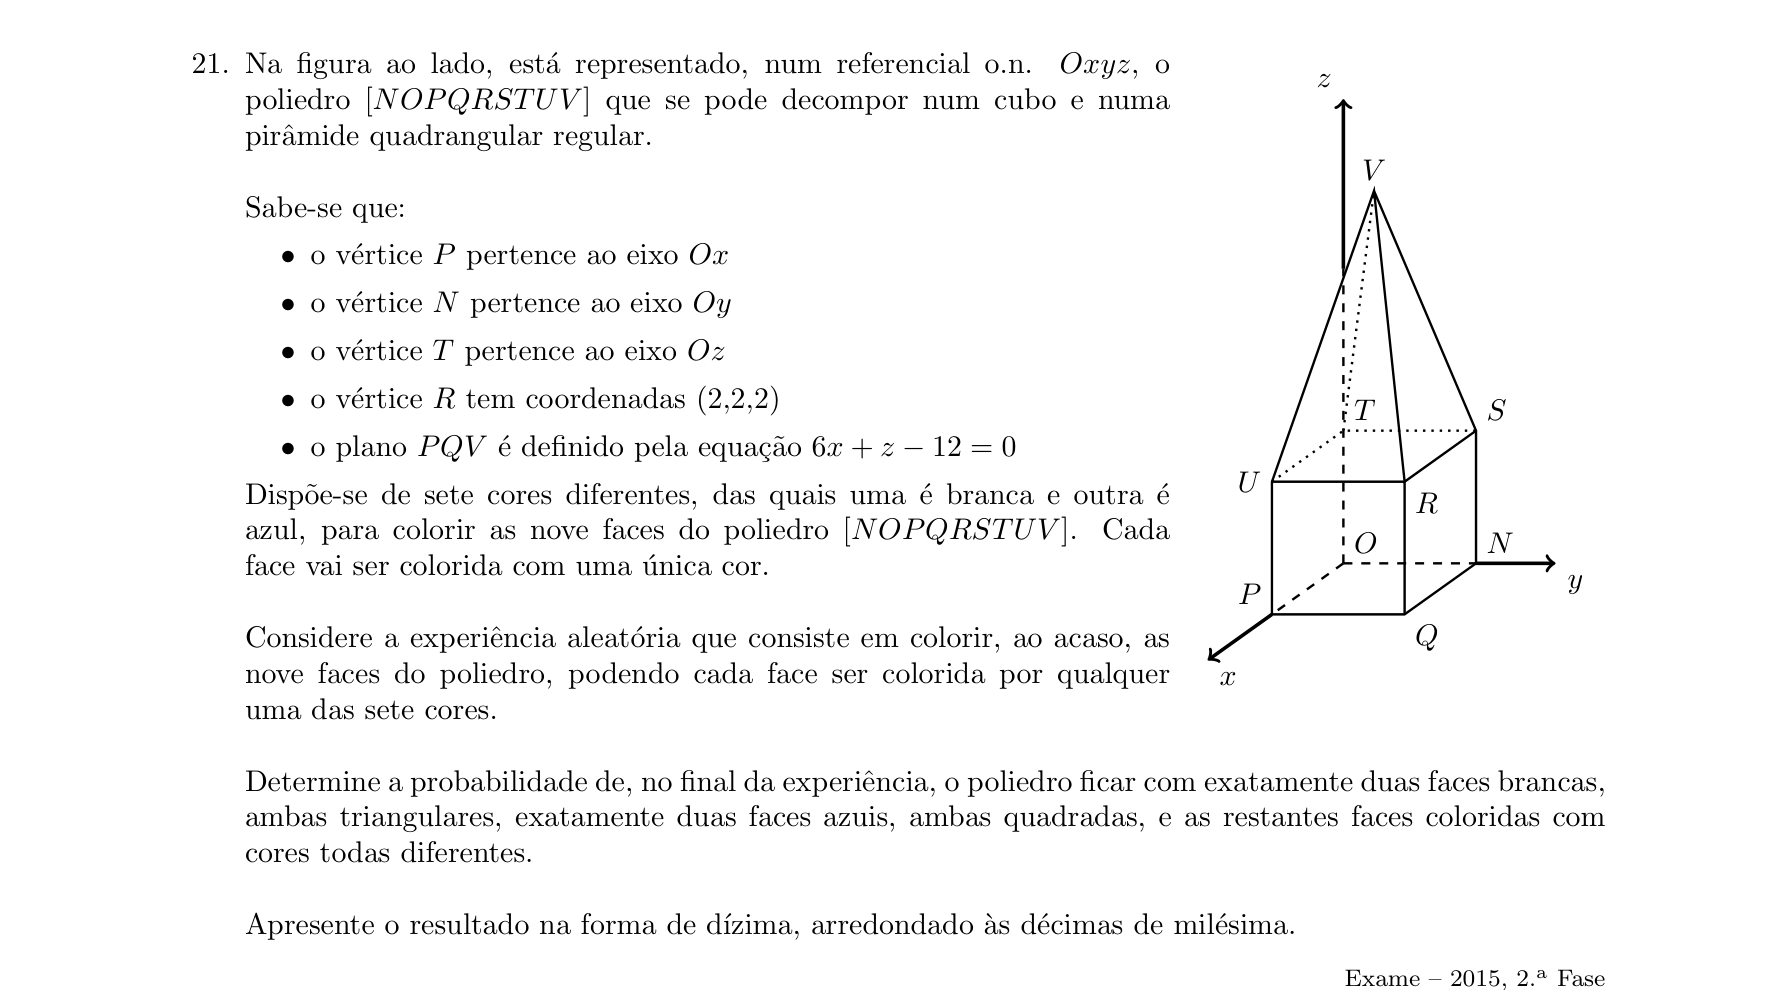 21. Na figura ao lado, está representado, num referencial o.n. Oxyz, o
poliedro [NOPQRSTUV] que se pode decompor num cubo e numa
pirâmide quadrangular regular.
Sabe-se que:
• o vértice P pertence ao eixo Ox
• o vértice N pertence ao eixo Oy
• o vértice T pertence ao eixo Oz
• o vértice R tem coordenadas (2,2,2)
• o plano PQV é definido pela equação 6x + z − 12 = 0
Dispõe-se de sete cores diferentes, das quais uma é branca e outra é
azul, para colorir as nove faces do poliedro [NOPQRSTUV]. Cada
face vai ser colorida com uma única cor.
Considere a experiência aleatória que consiste em colorir, ao acaso, as
nove faces do poliedro, podendo cada face ser colorida por qualquer
uma das sete cores.
z
V
T
S
U
R
O
N
P
y
Q
x
Determine a probabilidade de, no final da experiência, o poliedro ficar com exatamente duas faces brancas,
ambas triangulares, exatamente duas faces azuis, ambas quadradas, e as restantes faces coloridas com
cores todas diferentes.
Apresente o resultado na forma de dízima, arredondado às décimas de milésima.
Exame – 2015, 2.ª Fase